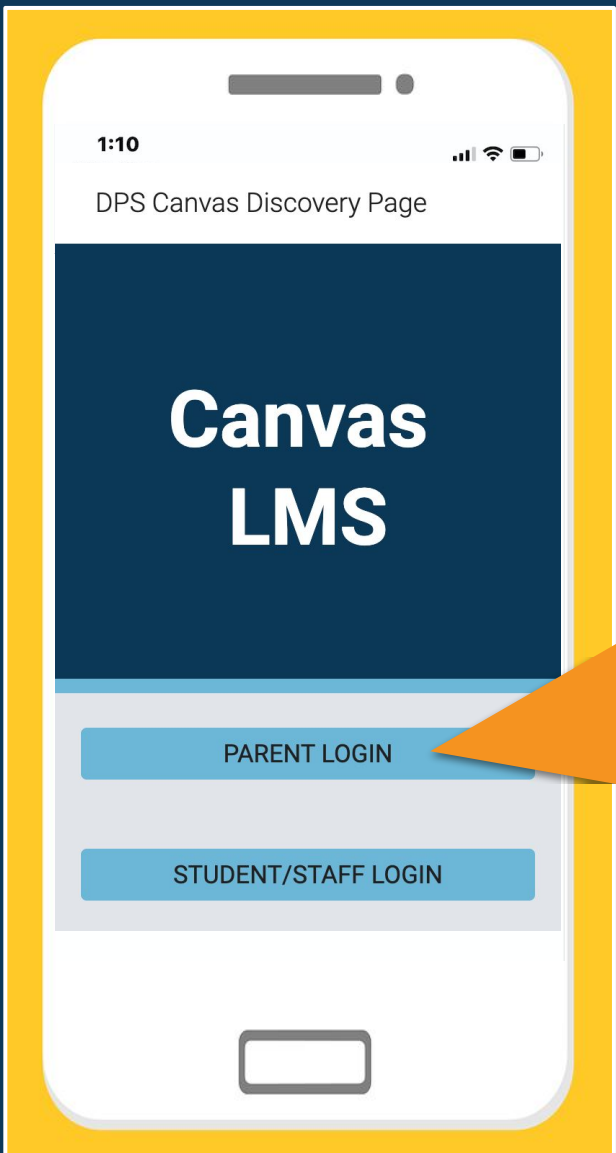 1:10
DPS Canvas Discovery Page
Canvas
LMS
PARENT LOGIN
STUDENT/STAFF LOGIN